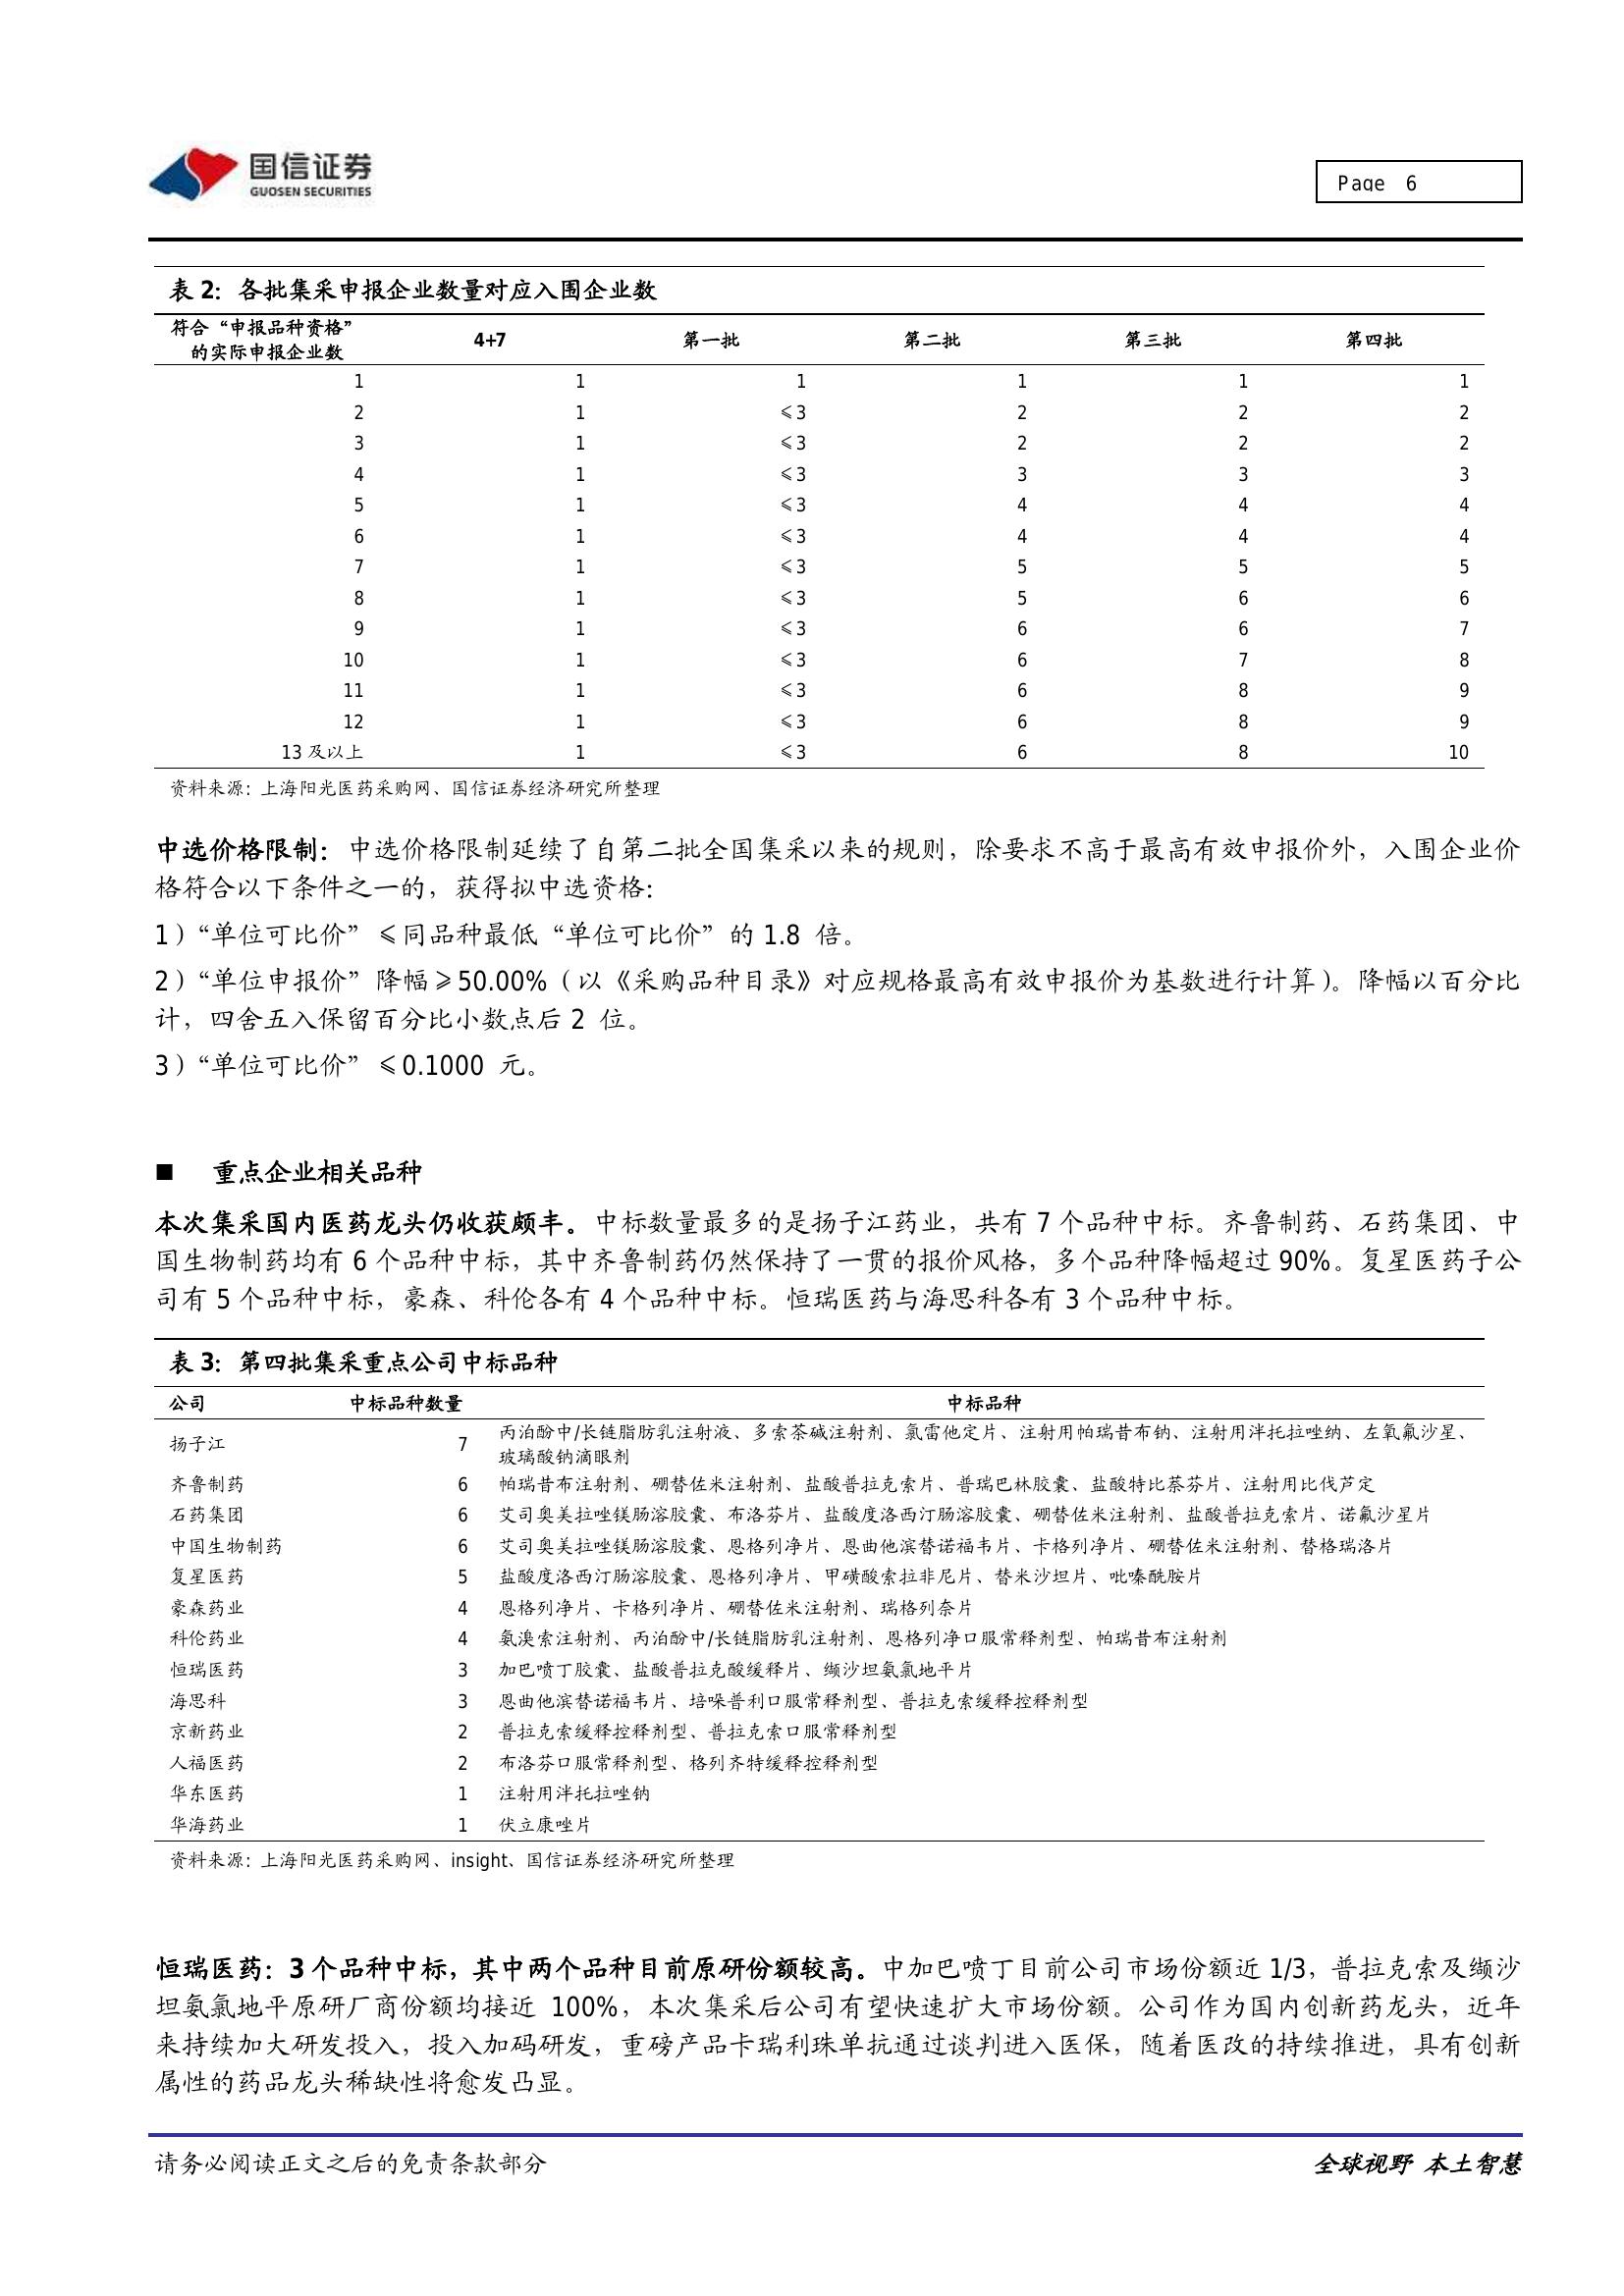 国信证券
GUOSEN SECURITIES
Page 6
表 2：各批集采申报企业数量对应入围企业数
符合“申报品种资格”
的实际申报企业数 4+7 第一批 第二批 第三批 第四批
1 1 1 1 1 1
2 1 ≤3 2 2 2
3 1 ≤3 2 2 2
4 1 ≤3 3 3 3
5 1 ≤3 4 4 4
6 1 ≤3 4 4 4
7 1 ≤3 5 5 5
8 1 ≤3 5 6 6
9 1 ≤3 6 6 7
10 1 ≤3 6 7 8
11 1 ≤3 6 8 9
12 1 ≤3 6 8 9
13 及以上 1 ≤3 6 8 10
资料来源：上海阳光医药采购网、国信证券经济研究所整理
中选价格限制：中选价格限制延续了自第二批全国集采以来的规则，除要求不高于最高有效申报价外，入围企业价
格符合以下条件之一的，获得拟中选资格：
1）“单位可比价”≤同品种最低“单位可比价”的 1.8 倍。
2）“单位申报价”降幅≥50.00%（以《采购品种目录》对应规格最高有效申报价为基数进行计算）。降幅以百分比
计，四舍五入保留百分比小数点后 2 位。
3）“单位可比价”≤0.1000 元。
■ 重点企业相关品种
本次集采国内医药龙头仍收获颇丰。中标数量最多的是扬子江药业，共有 7 个品种中标。齐鲁制药、石药集团、中
国生物制药均有 6 个品种中标，其中齐鲁制药仍然保持了一贯的报价风格，多个品种降幅超过 90%。复星医药子公
司有 5 个品种中标，豪森、科伦各有 4 个品种中标。恒瑞医药与海思科各有 3 个品种中标。
表 3：第四批集采重点公司中标品种
公司 中标品种数量 中标品种
扬子江 7 丙泊酚中/长链脂肪乳注射液、多索茶碱注射剂、氯雷他定片、注射用帕瑞昔布钠、注射用泮托拉唑纳、左氧氟沙星、
玻璃酸钠滴眼剂
齐鲁制药 6 帕瑞昔布注射剂、硼替佐米注射剂、盐酸普拉克索片、普瑞巴林胶囊、盐酸特比萘芬片、注射用比伐芦定
石药集团 6 艾司奥美拉唑镁肠溶胶囊、布洛芬片、盐酸度洛西汀肠溶胶囊、硼替佐米注射剂、盐酸普拉克索片、诺氟沙星片
中国生物制药 6 艾司奥美拉唑镁肠溶胶囊、恩格列净片、恩曲他滨替诺福韦片、卡格列净片、硼替佐米注射剂、替格瑞洛片
复星医药 5 盐酸度洛西汀肠溶胶囊、恩格列净片、甲磺酸索拉非尼片、替米沙坦片、吡嗪酰胺片
豪森药业 4 恩格列净片、卡格列净片、硼替佐米注射剂、瑞格列奈片
科伦药业 4 氨溴索注射剂、丙泊酚中/长链脂肪乳注射剂、恩格列净口服常释剂型、帕瑞昔布注射剂
恒瑞医药 3 加巴喷丁胶囊、盐酸普拉克酸缓释片、缬沙坦氨氯地平片
海思科 3 恩曲他滨替诺福韦片、培哚普利口服常释剂型、普拉克索缓释控释剂型
京新药业 2 普拉克索缓释控释剂型、普拉克索口服常释剂型
人福医药 2 布洛芬口服常释剂型、格列齐特缓释控释剂型
华东医药 1 注射用泮托拉唑钠
华海药业 1 伏立康唑片
资料来源：上海阳光医药采购网、insight、国信证券经济研究所整理
恒瑞医药：3 个品种中标，其中两个品种目前原研份额较高。中加巴喷丁目前公司市场份额近 1/3，普拉克索及缬沙
坦氨氯地平原研厂商份额均接近 100%，本次集采后公司有望快速扩大市场份额。公司作为国内创新药龙头，近年
来持续加大研发投入，投入加码研发，重磅产品卡瑞利珠单抗通过谈判进入医保，随着医改的持续推进，具有创新
属性的药品龙头稀缺性将愈发凸显。
请务必阅读正文之后的免责条款部分 全球视野 本土智慧